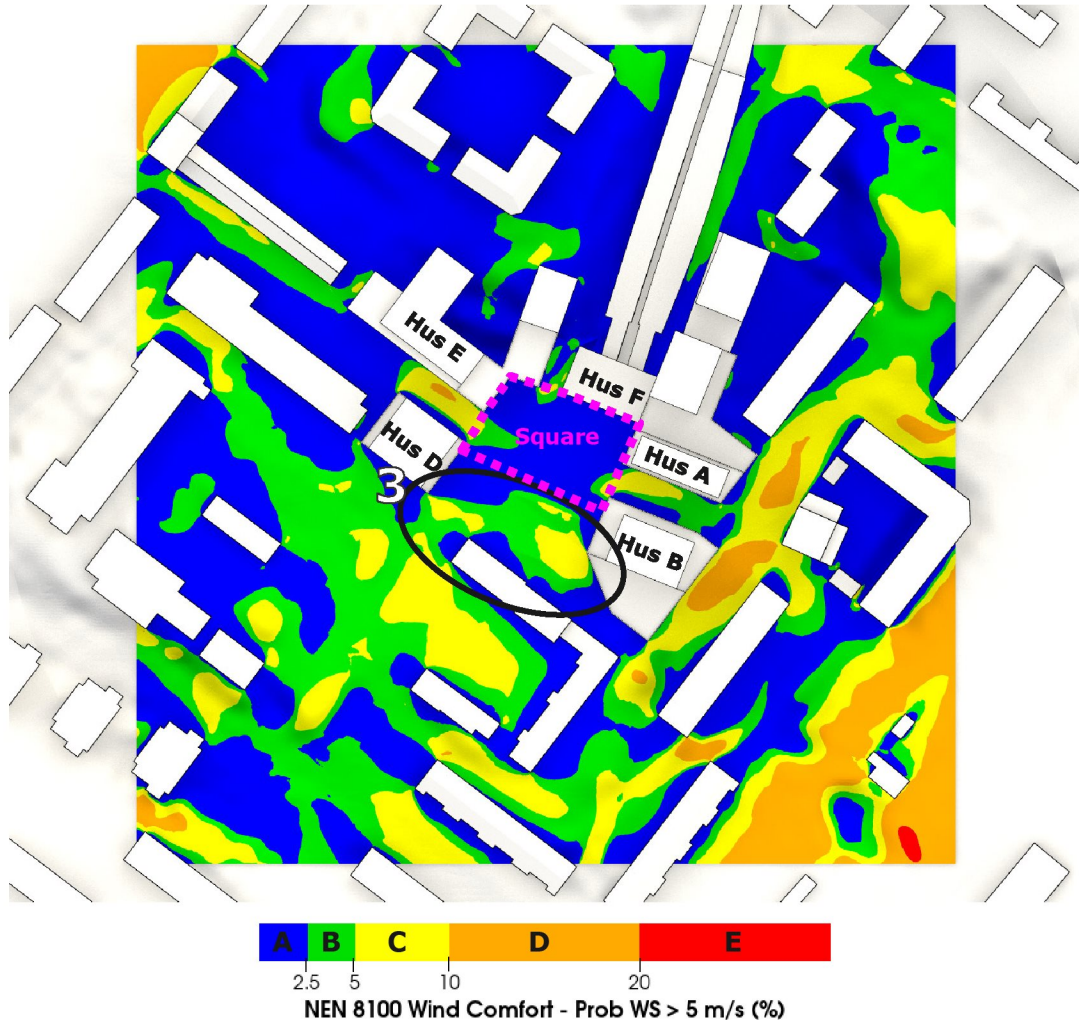 Hus E
Hus F
Square
Hus D
Hus A
3
Hus B
A B C D E
2.5 5 10 20
NEN 8100 Wind Comfort - Prob WS > 5 m/s (%)